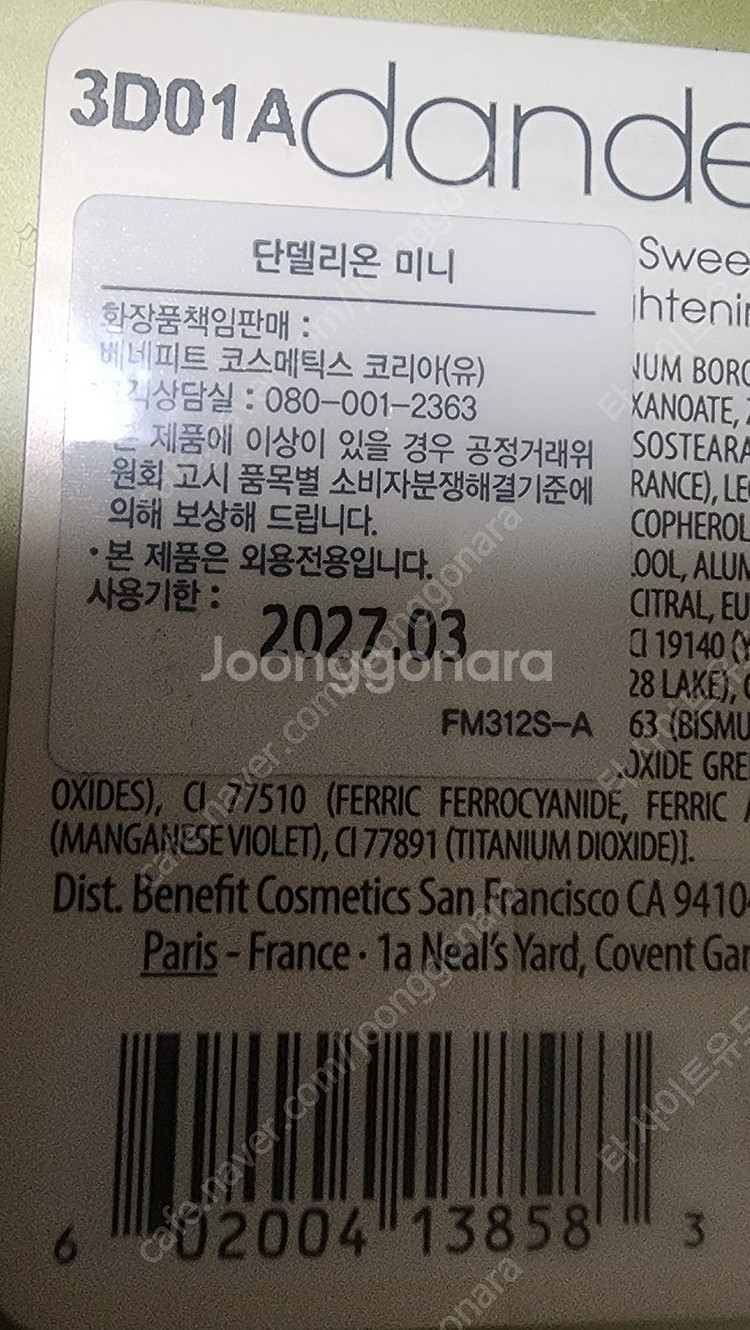 3D01A dande
단델리온 미니
화장품책임판매 :
베네피트 코스메틱스 코리아(유)
객상담실 : 080-001-2363
제품에 이상이 있을 경우 공정거래위
원회 고시 품목별 소비자분쟁해결기준에
의해 보상해 드립니다.
•본 제품은 외용전용입니다.
사용기한 : 2027.03
FM312S-A
Swee
htenin
NUM BORO
XANOATE,
SOSTEARA
RANCE), LE
COPHEROL
OOL, ALUM
CITRAL, EU
CI 19140 (Y
28 LAKE),
63 (BISMU
OXIDE GRE
OXIDES), CI 77510 (FERRIC FERROCYANIDE, FERRIC
(MANGANESE VIOLET), CI 77891 (TITANIUM DIOXIDE)].
Dist. Benefit Cosmetics San Francisco CA 9410
Paris - France · 1a Neal's Yard, Covent Gar
6 02004 13858 3
Joonggonara
cafe.naver.com/joonggonara